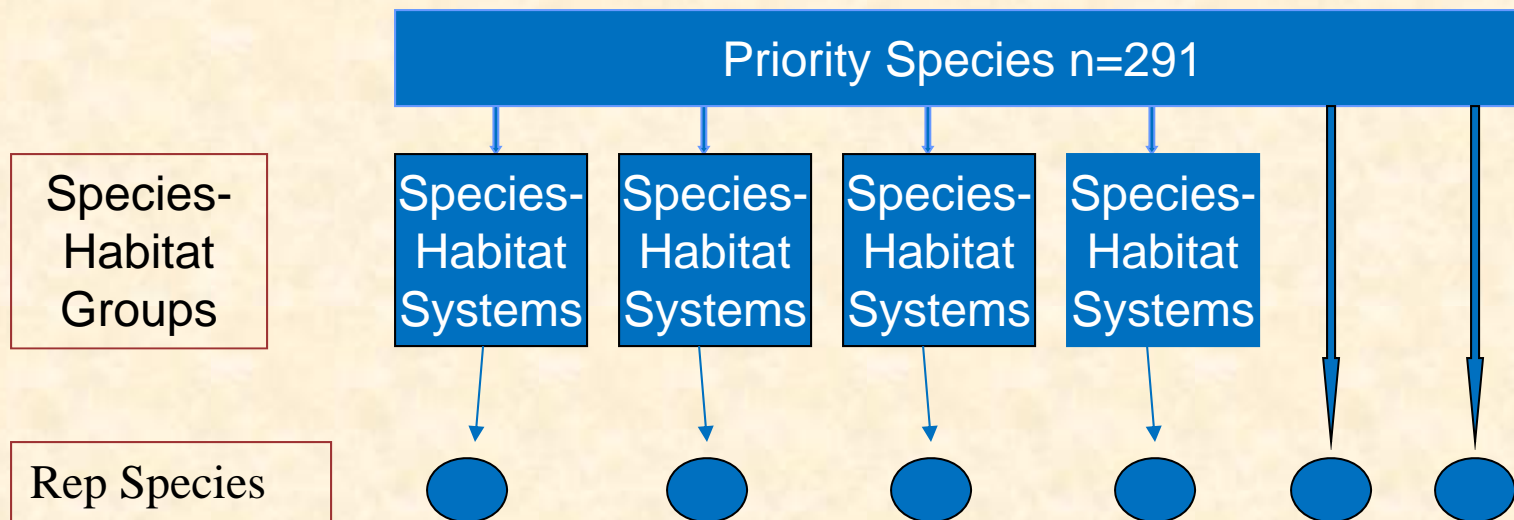 Priority Species n=291
Species-
Habitat
Groups
Species-
Habitat
Systems
Species-
Habitat
Systems
Species-
Habitat
Systems
Species-
Habitat
Systems
Rep Species